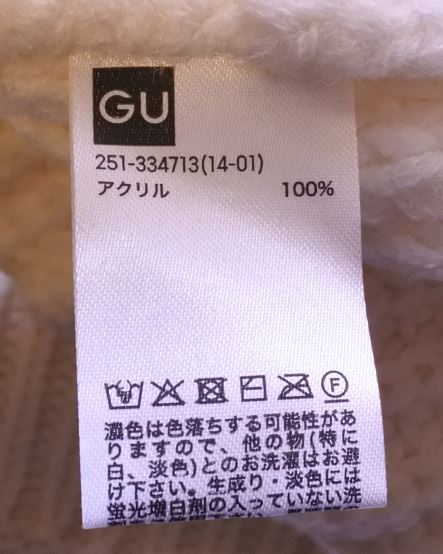 GU
251-334713(14-01)
アクリル 100%
F
濃色は色落ちする可能性があ
りますので、他の物(特に
白、淡色)とのお洗濯はお避
け下さい。生成り・淡色には
蛍光増白剤の入っていない洗